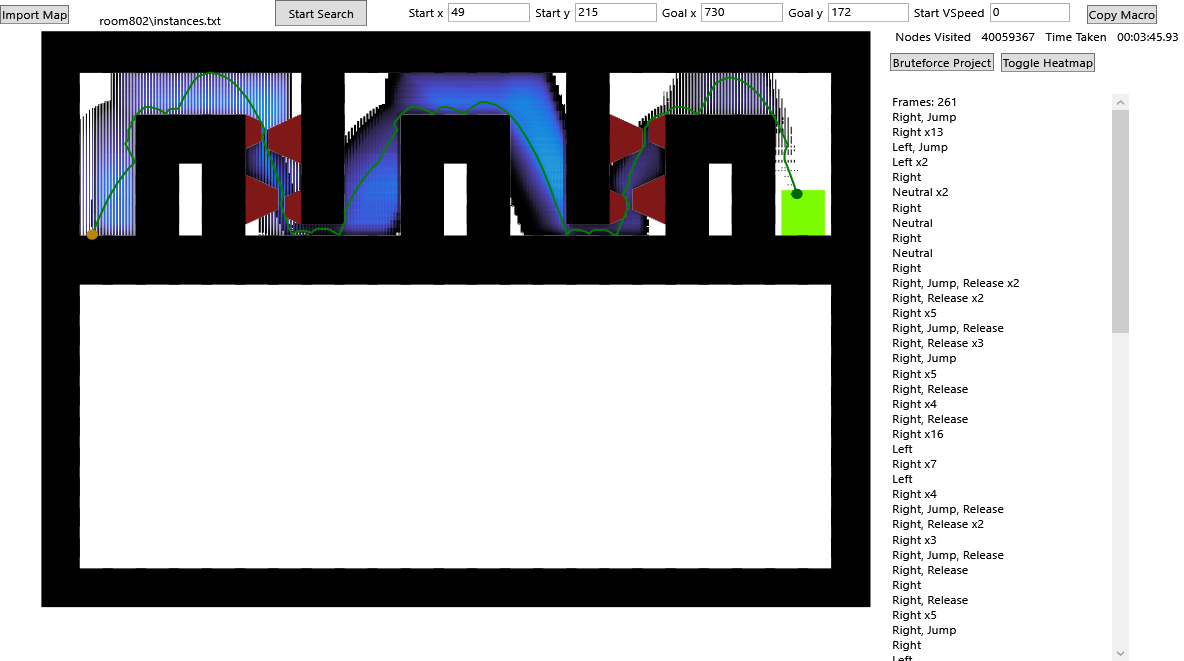 Import Map
room802\instances.txt
Start Search
Start x 49 Start y 215 Goal x 730 Goal y 172 Start VSpeed 0
Copy Macro
Nodes Visited 40059367 Time Taken 00:03:45.93
Bruteforce Project Toggle Heatmap
Frames: 261
Right, Jump
Right x13
Left, Jump
Left x2
Right
Neutral x2
Right
Neutral
Right
Neutral
Right
Right, Jump, Release x2
Right, Release x2
Right x5
Right, Jump, Release
Right, Release x3
Right, Jump
Right x5
Right, Release
Right x4
Right, Release
Right x16
Left
Right x7
Left
Right x4
Right, Jump, Release
Right, Release x2
Right x3
Right, Jump, Release
Right, Release
Right
Right, Release
Right x5
Right, Jump
Right
Left